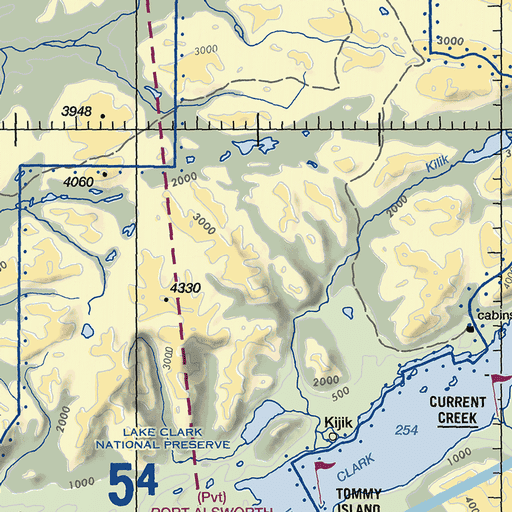 3000
3000
3948
Kilik
4060
2000
2000
3000
4330
cabins
3000
2000
500
2000
CURRENT
CREEK
Kijik
LAKE CLARK
NATIONAL PRESERVE
254
1000
CLARK
1000
54
(Pvt)
TOMMY
ISLAND
PORT ALSWORTH